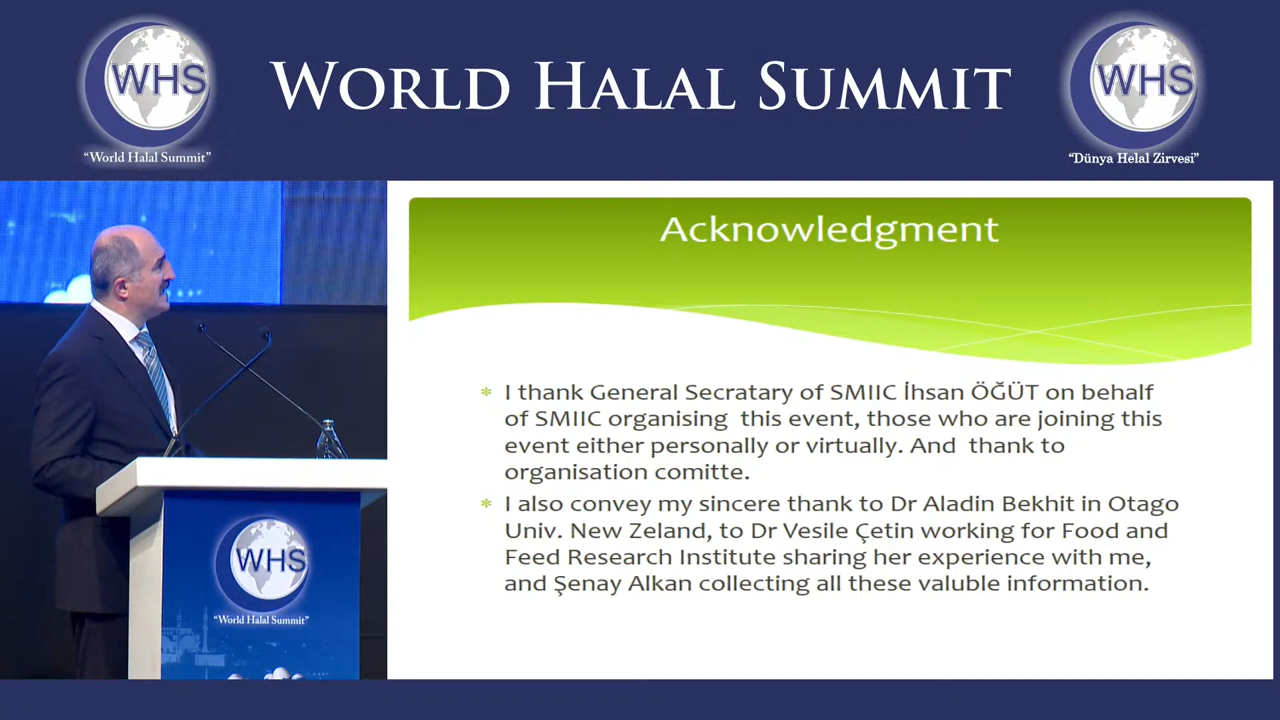 WHS
"World Halal Summit"
WORLD HALAL SUMMIT
WHS
"Dünya Helal Zirvesi"
Acknowledgment
I thank General Secratary of SMIIC İhsan ÖĞÜT on behalf
of SMIIC organising this event, those who are joining this
event either personally or virtually. And thank to
organisation comitte.
I also convey my sincere thank to Dr Aladin Bekhit in Otago
Univ. New Zeland, to Dr Vesile Çetin working for Food and
Feed Research Institute sharing her experience with me,
and Şenay Alkan collecting all these valuble information.
WHS
"World Halal Summit"